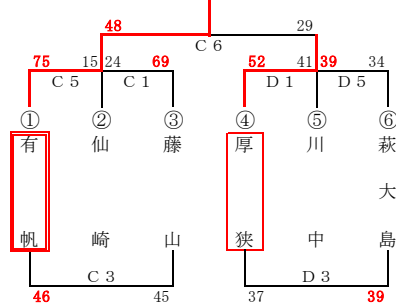 48 29
C 6
75 15 24 69 52 41 39 34
C 5 C 1 D 1 D 5
① ② ③ ④ ⑤ ⑥
有帆 仙崎 藤山 厚狭 川中 萩大島
C 3 D 3
46 45 37 39